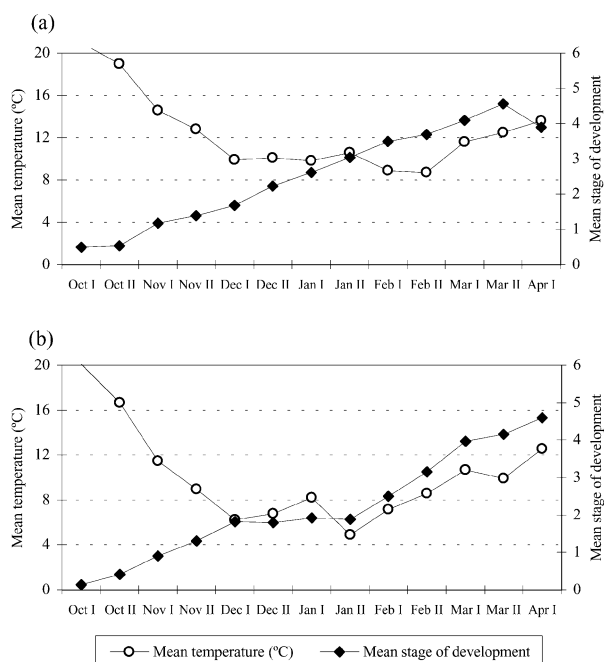 (a)
Mean temperature (ºC)
20
16
12
8
4
0
6
5
4
3
2
1
0
Mean stage of development
Oct I Oct II Nov I Nov II Dec I Dec II Jan I Jan II Feb I Feb II Mar I Mar II Apr I
(b)
Mean temperature (ºC)
20
16
12
8
4
0
6
5
4
3
2
1
0
Mean stage of development
Oct I Oct II Nov I Nov II Dec I Dec II Jan I Jan II Feb I Feb II Mar I Mar II Apr I
Mean temperature (ºC) Mean stage of development